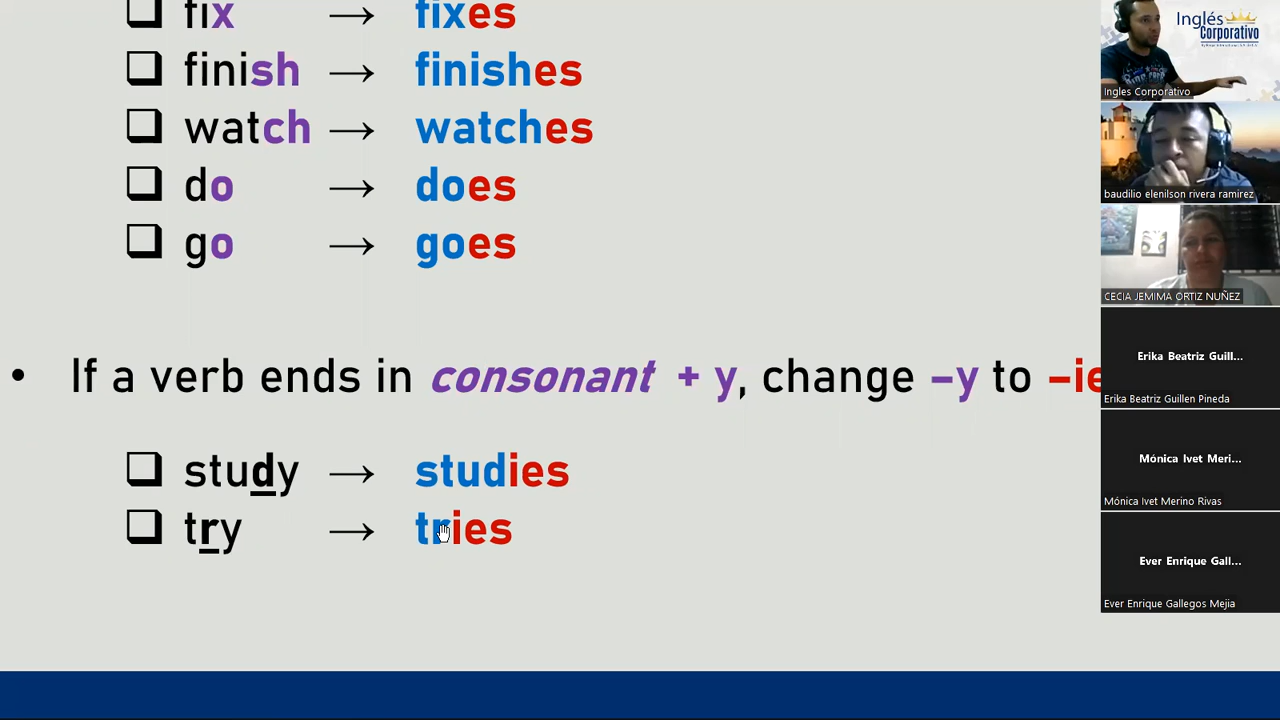 fix → fixes
finish → finishes
watch → watches
do → does
go → goes
• If a verb ends in consonant + y, change –y to –ie
study → studies
try → tries
Inglés
Corporativo
Ingles Corporativo
baudilio elenilson rivera ramirez
CECIA JEMIMA ORTIZ NUÑEZ
Erika Beatriz Guill...
Erika Beatriz Guillen Pineda
Mónica Ivet Meri...
Mónica Ivet Merino Rivas
Ever Enrique Gall...
Ever Enrique Gallegos Mejia